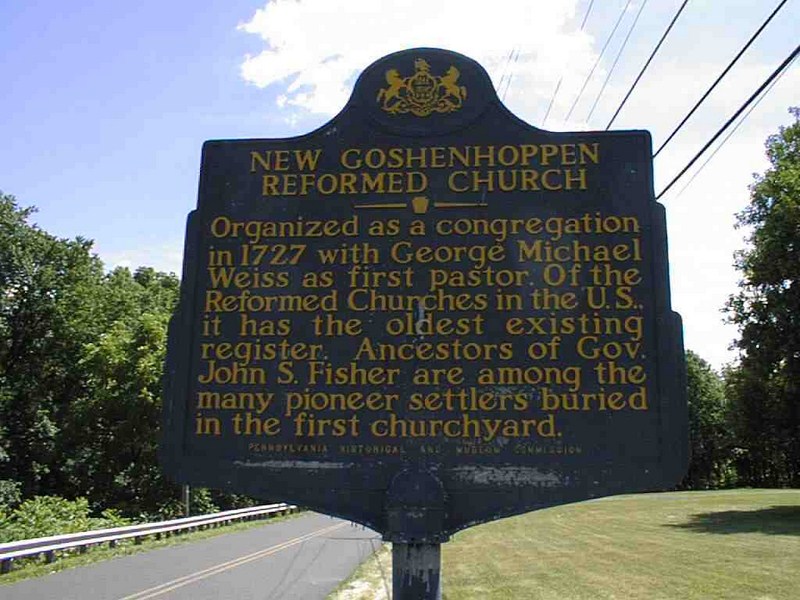 NEW GOSHENHOPPEN
REFORMED CHURCH
Organized as a congregation
in 1727 with George Michael
Weiss as first pastor. Of the
Reformed Churches in the U.S.,
it has the oldest existing
register. Ancestors of Gov.
John S. Fisher are among the
many pioneer settlers buried
in the first churchyard.
PENNSYLVANIA HISTORICAL AND MUSEUM COMMISSION